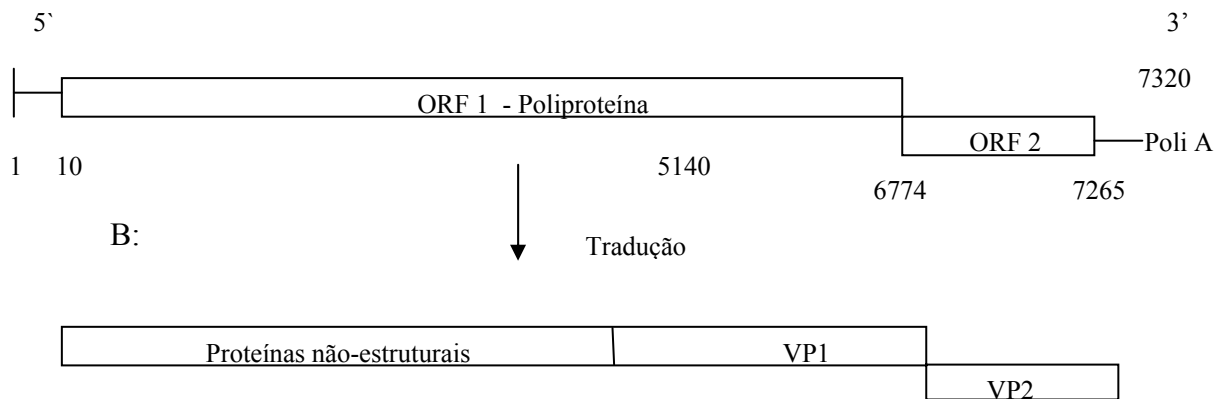 5` 3’
7320
ORF 1 - Poliproteína
ORF 2 Poli A
1 10 5140
6774 7265
B:
Tradução
Proteínas não-estruturais VP1
VP2